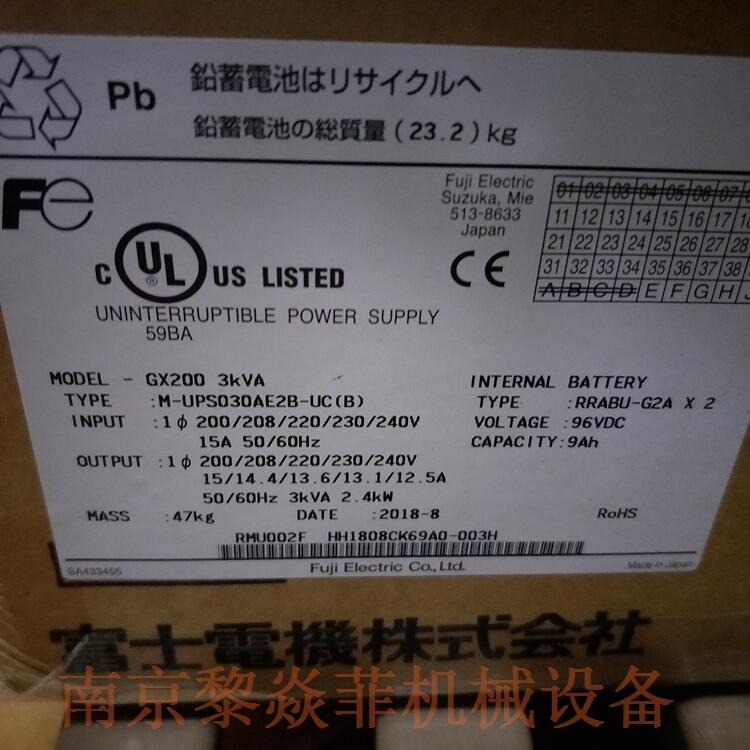 Pb
鉛蓄電池はリサイクルへ
鉛蓄電池の総質量(23.2)kg
Fe
Fuji Electric
Suzuka, Mie
513-8633
Japan
01 02 03 04 05 06 07
11 12 13 14 15 16 17 18
21 22 23 24 25 26 27 28
31 32 33 34 35 36 37 38
A B C D E F G H
C UL ® US LISTED
CE
UNINTERRUPTIBLE POWER SUPPLY
59BA
MODEL - GX200 3kVA
TYPE :M-UPS030AE2B-UC(B)
INPUT :1φ 200/208/220/230/240V
15A 50/60Hz
OUTPUT :1φ 200/208/220/230/240V
15/14.4/13.6/13.1/12.5A
50/60Hz 3kVA 2.4kW
MASS :47kg DATE :2018-8
INTERNAL BATTERY
TYPE :RRABU-G2A X 2
VOLTAGE :96VDC
CAPACITY:9Ah
RoHS
RMU002F HH1808CK69A0-003H
SA433455
Fuji Electric Co., Ltd.
Made in Japan
富士電機株式会社
南京黎焱菲机械设备